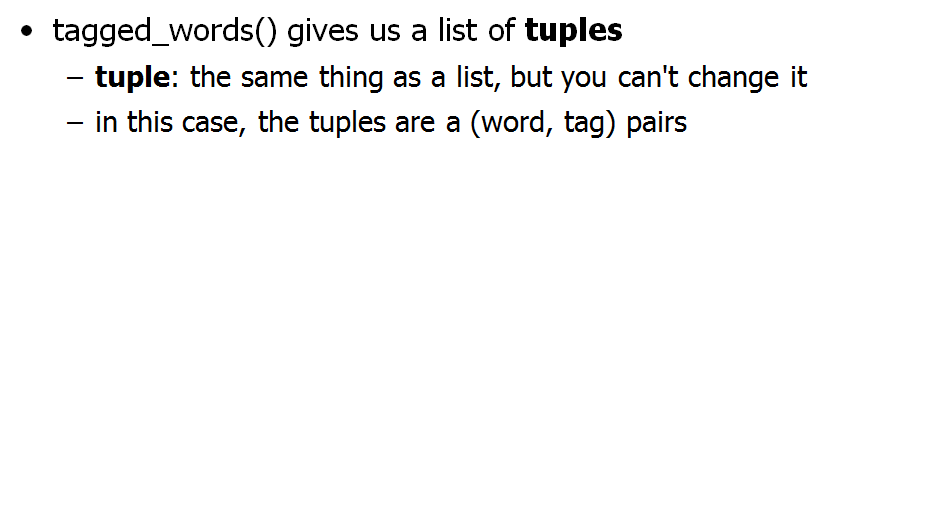 • tagged_words() gives us a list of tuples
– tuple: the same thing as a list, but you can't change it
– in this case, the tuples are a (word, tag) pairs